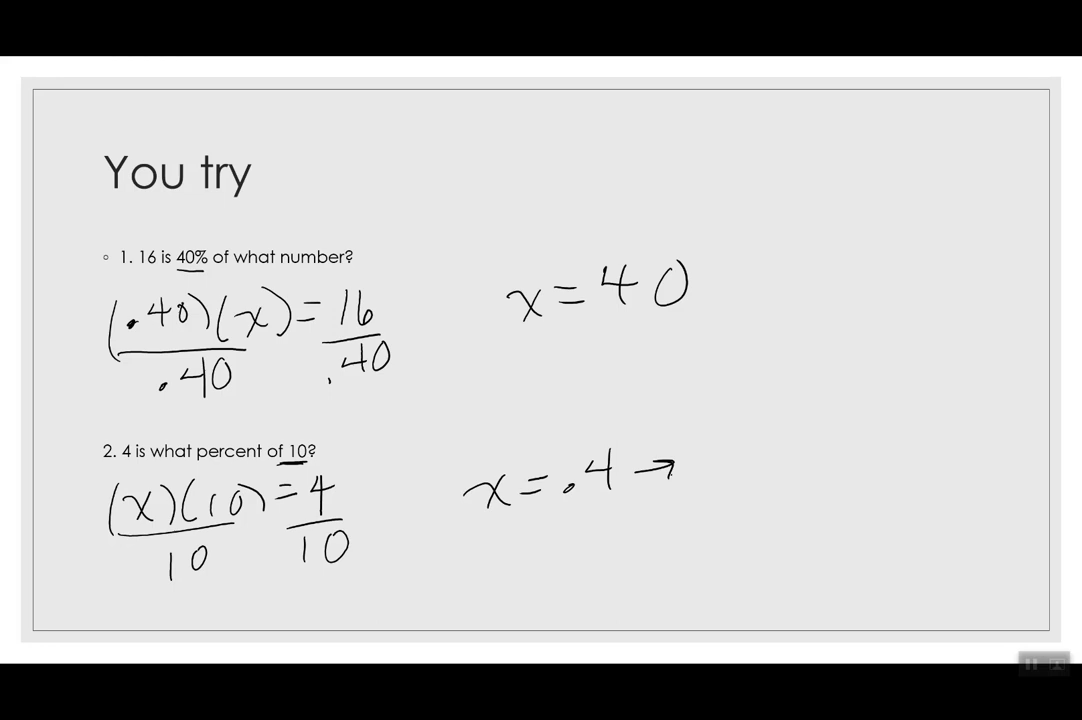 You try
1. 16 is 40% of what number?
(.40)(x) = 16
.40 .40
x = 40
2. 4 is what percent of 10?
(x)(10) = 4
10 10
x = .4 →